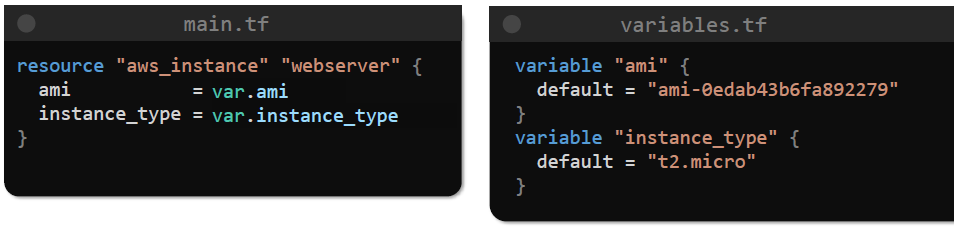 main.tf
resource "aws_instance" "webserver" {
  ami           = var.ami
  instance_type = var.instance_type
}
variables.tf
variable "ami" {
  default = "ami-0edab43b6fa892279"
}
variable "instance_type" {
  default = "t2.micro"
}